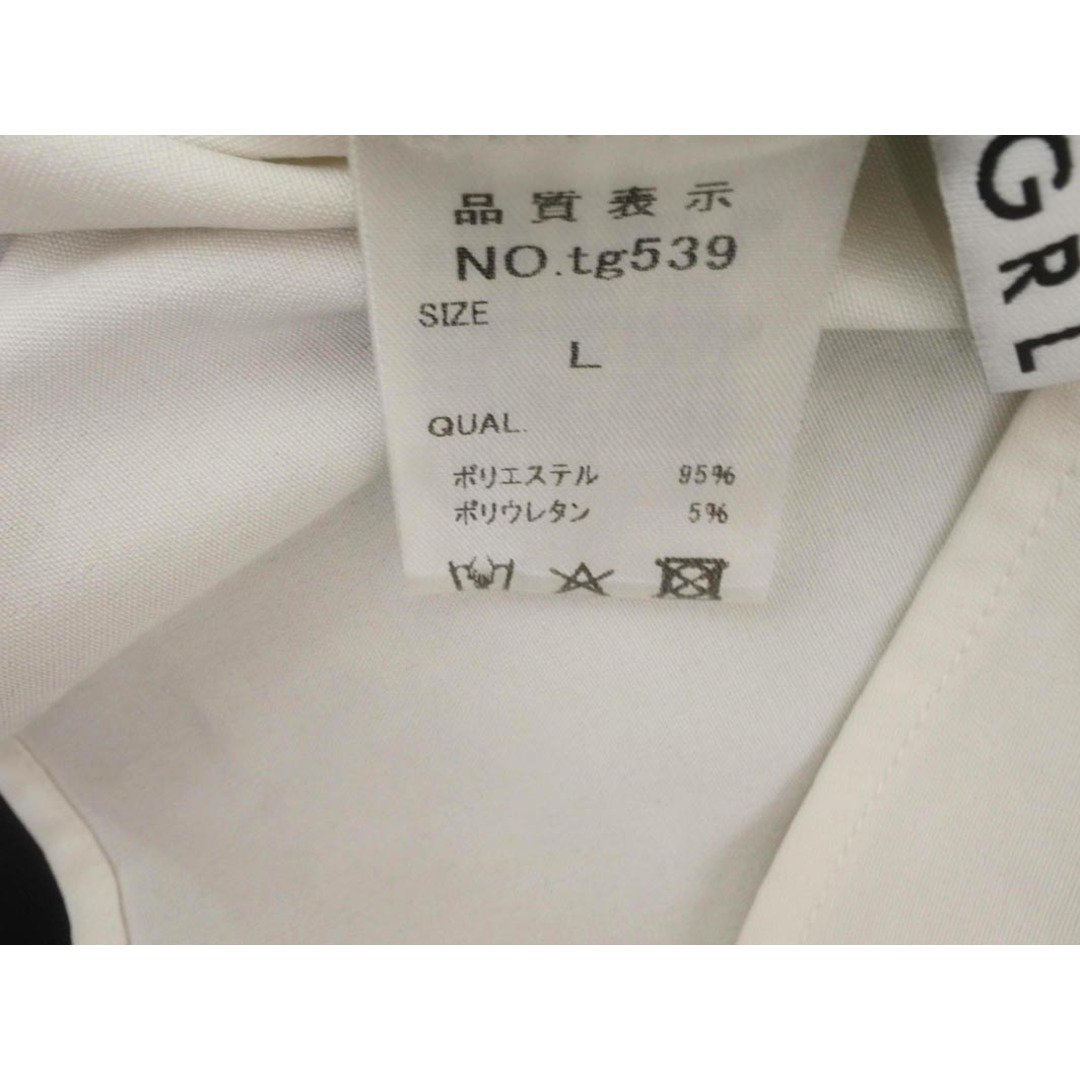 品質表示
NO.tg539
SIZE
L
QUAL.
ポリエステル 95%
ポリウレタン 5%
GRL